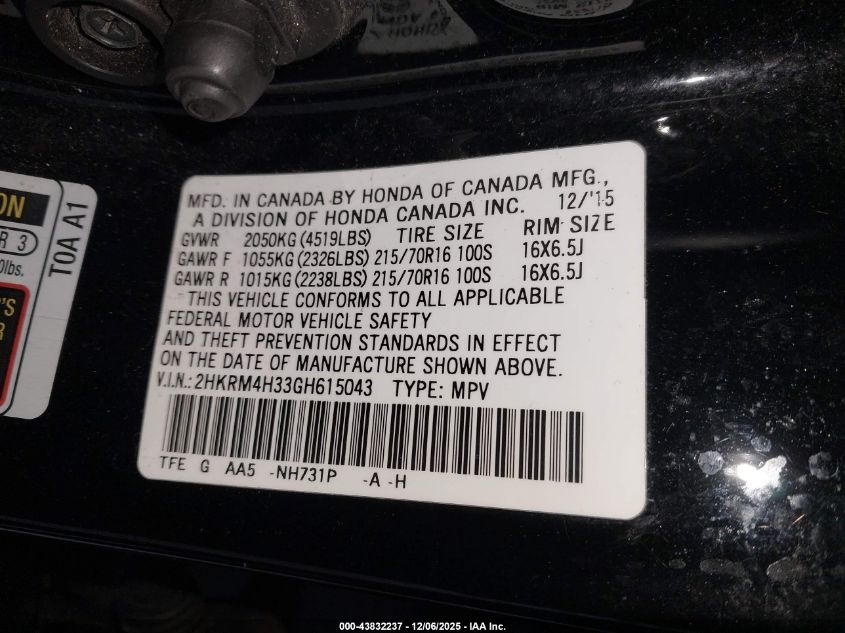 MFD. IN CANADA BY HONDA OF CANADA MFG.,
A DIVISION OF HONDA CANADA INC. 12/'15
GVWR 2050KG (4519LBS) TIRE SIZE RIM SIZE
GAWR F 1055KG (2326LBS) 215/70R16 100S 16X6.5J
GAWR R 1015KG (2238LBS) 215/70R16 100S 16X6.5J
THIS VEHICLE CONFORMS TO ALL APPLICABLE
FEDERAL MOTOR VEHICLE SAFETY
AND THEFT PREVENTION STANDARDS IN EFFECT
ON THE DATE OF MANUFACTURE SHOWN ABOVE.
V.I.N.: 2HKRM4H33GH615043 TYPE: MPV
TFE G AA5 -NH731P -A -H
T0A A1
ON
R 3
0lbs.
'S
R
000-43832237 - 12/06/2025 - IAA Inc.